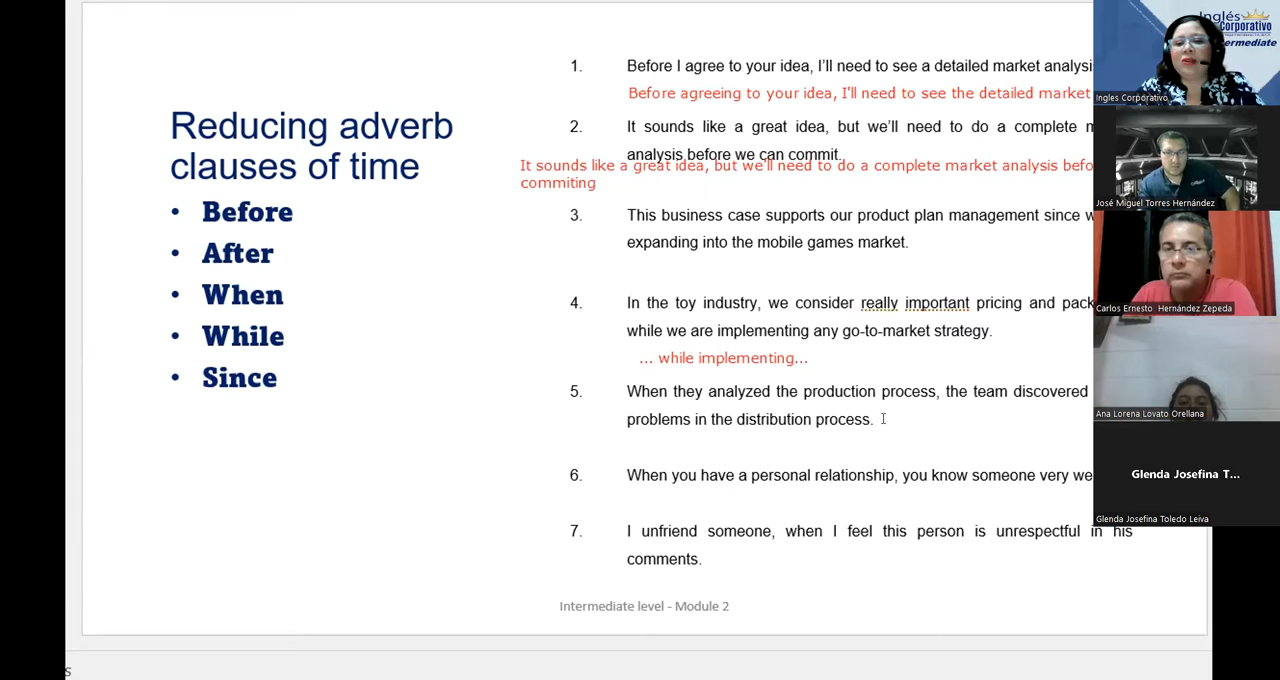 Reducing adverb
clauses of time
• Before
• After
• When
• While
• Since
1. Before I agree to your idea, I'll need to see a detailed market
Before agreeing to your idea, I'll need to see the detailed market
2. It sounds like a great idea, but we'll need to do a complete
analysis before we can commit.
It sounds like a great idea, but we'll need to do a complete market analysis
commiting
3. This business case supports our product plan management since
expanding into the mobile games market.
4. In the toy industry, we consider really important pricing and
while we are implementing any go-to-market strategy.
... while implementing...
5. When they analyzed the production process, the team discovered
problems in the distribution process.
6. When you have a personal relationship, you know someone very
7. I unfriend someone, when I feel this person is unrespectful in his
comments.
Intermediate level - Module 2
Inglés
Corporativo
Ingles Corporativo
José Miguel Torres Hernández
Carlos Ernesto Hernández Zepeda
Ana Lorena Lovato Orellana
Glenda Josefina T...
Glenda Josefina Toledo Leiva